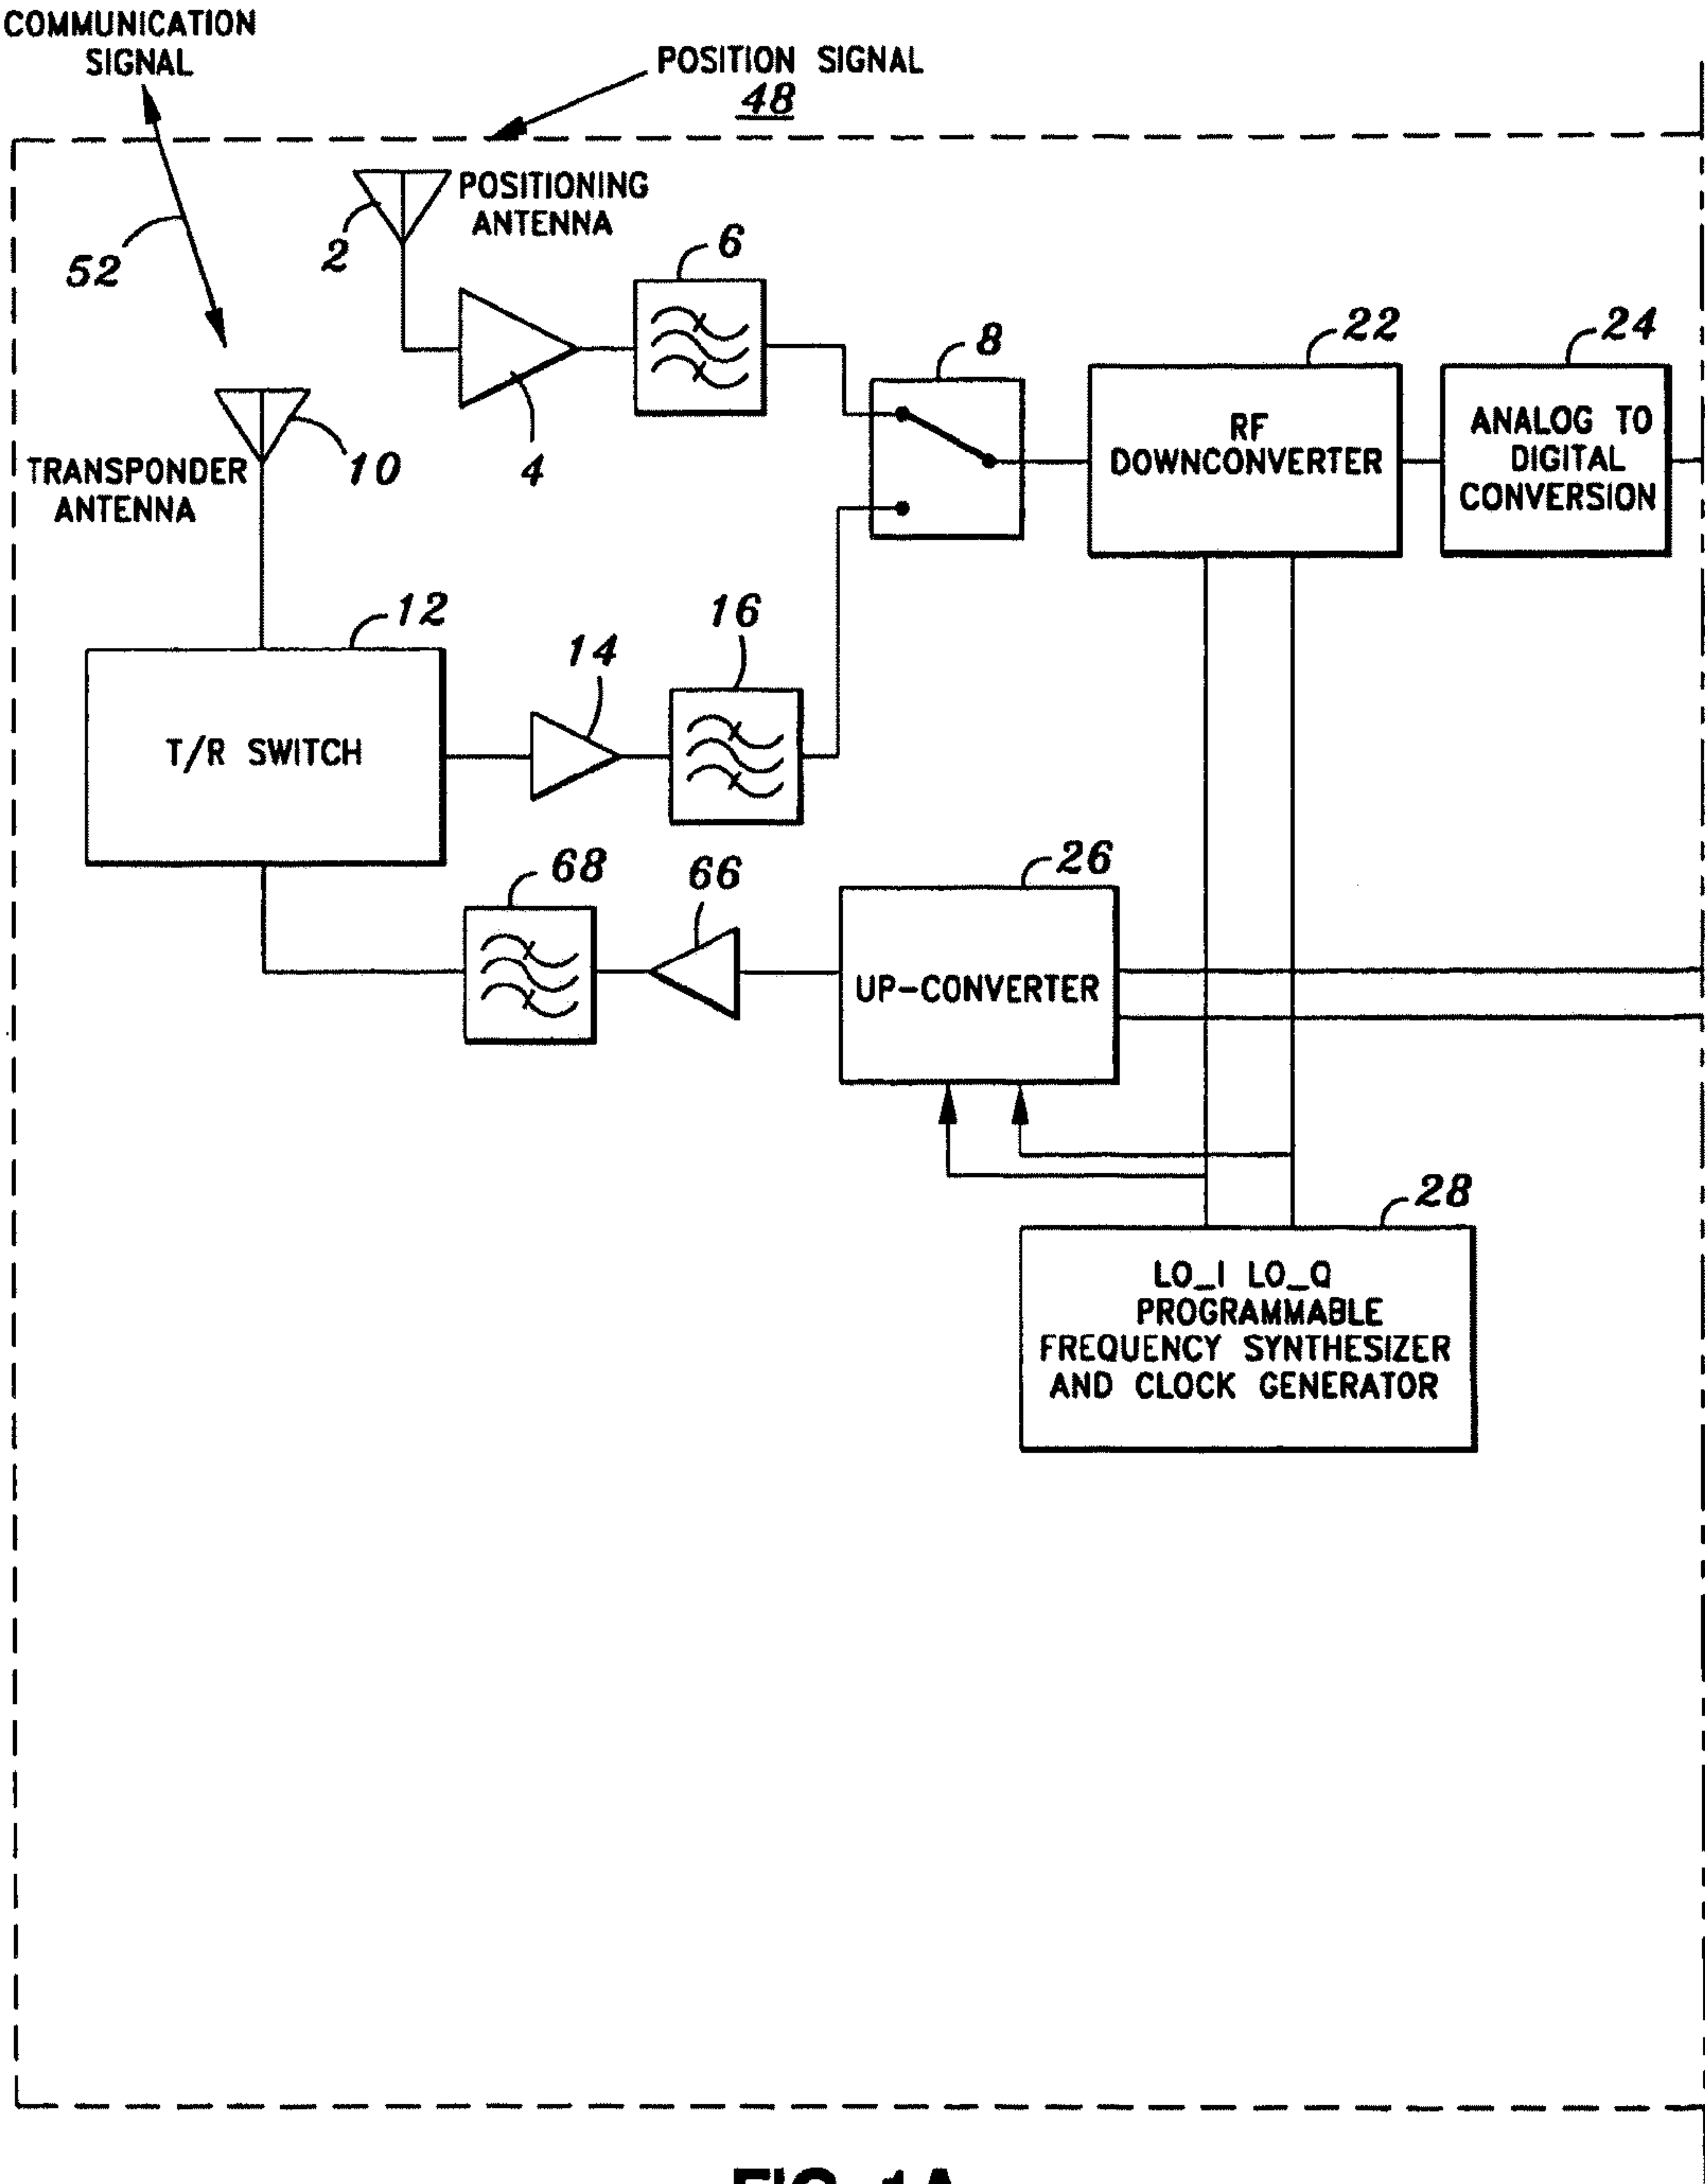 COMMUNICATION
SIGNAL
POSITION SIGNAL
48
POSITIONING
ANTENNA
2
52
6
4
8
22
24
RF
DOWNCONVERTER
ANALOG TO
DIGITAL
CONVERSION
TRANSPONDER
ANTENNA
10
12
14
16
T/R SWITCH
68
66
26
UP-CONVERTER
28
LO_I LO_Q
PROGRAMMABLE
FREQUENCY SYNTHESIZER
AND CLOCK GENERATOR
FIG. 1A